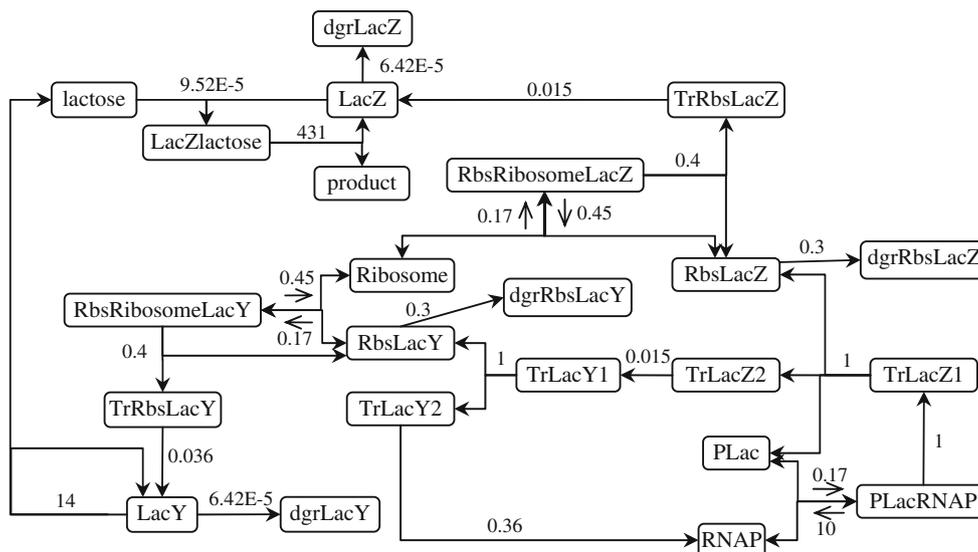 dgrLacZ
6.42E-5
lactose
9.52E-5
LacZ
0.015
TrRbsLacZ
LacZlactose
431
product
RbsRibosomeLacZ
0.4
0.17
0.45
Ribosome
RbsLacZ
0.3
dgrRbsLacZ
0.45
RbsRibosomeLacY
0.17
dgrRbsLacY
0.3
RbsLacY
0.4
1
TrLacY1
0.015
TrLacZ2
1
TrLacZ1
TrRbsLacY
TrLacY2
0.036
PLac
1
0.17
14
LacY
6.42E-5
dgrLacY
0.36
RNAP
10
PLacRNAP